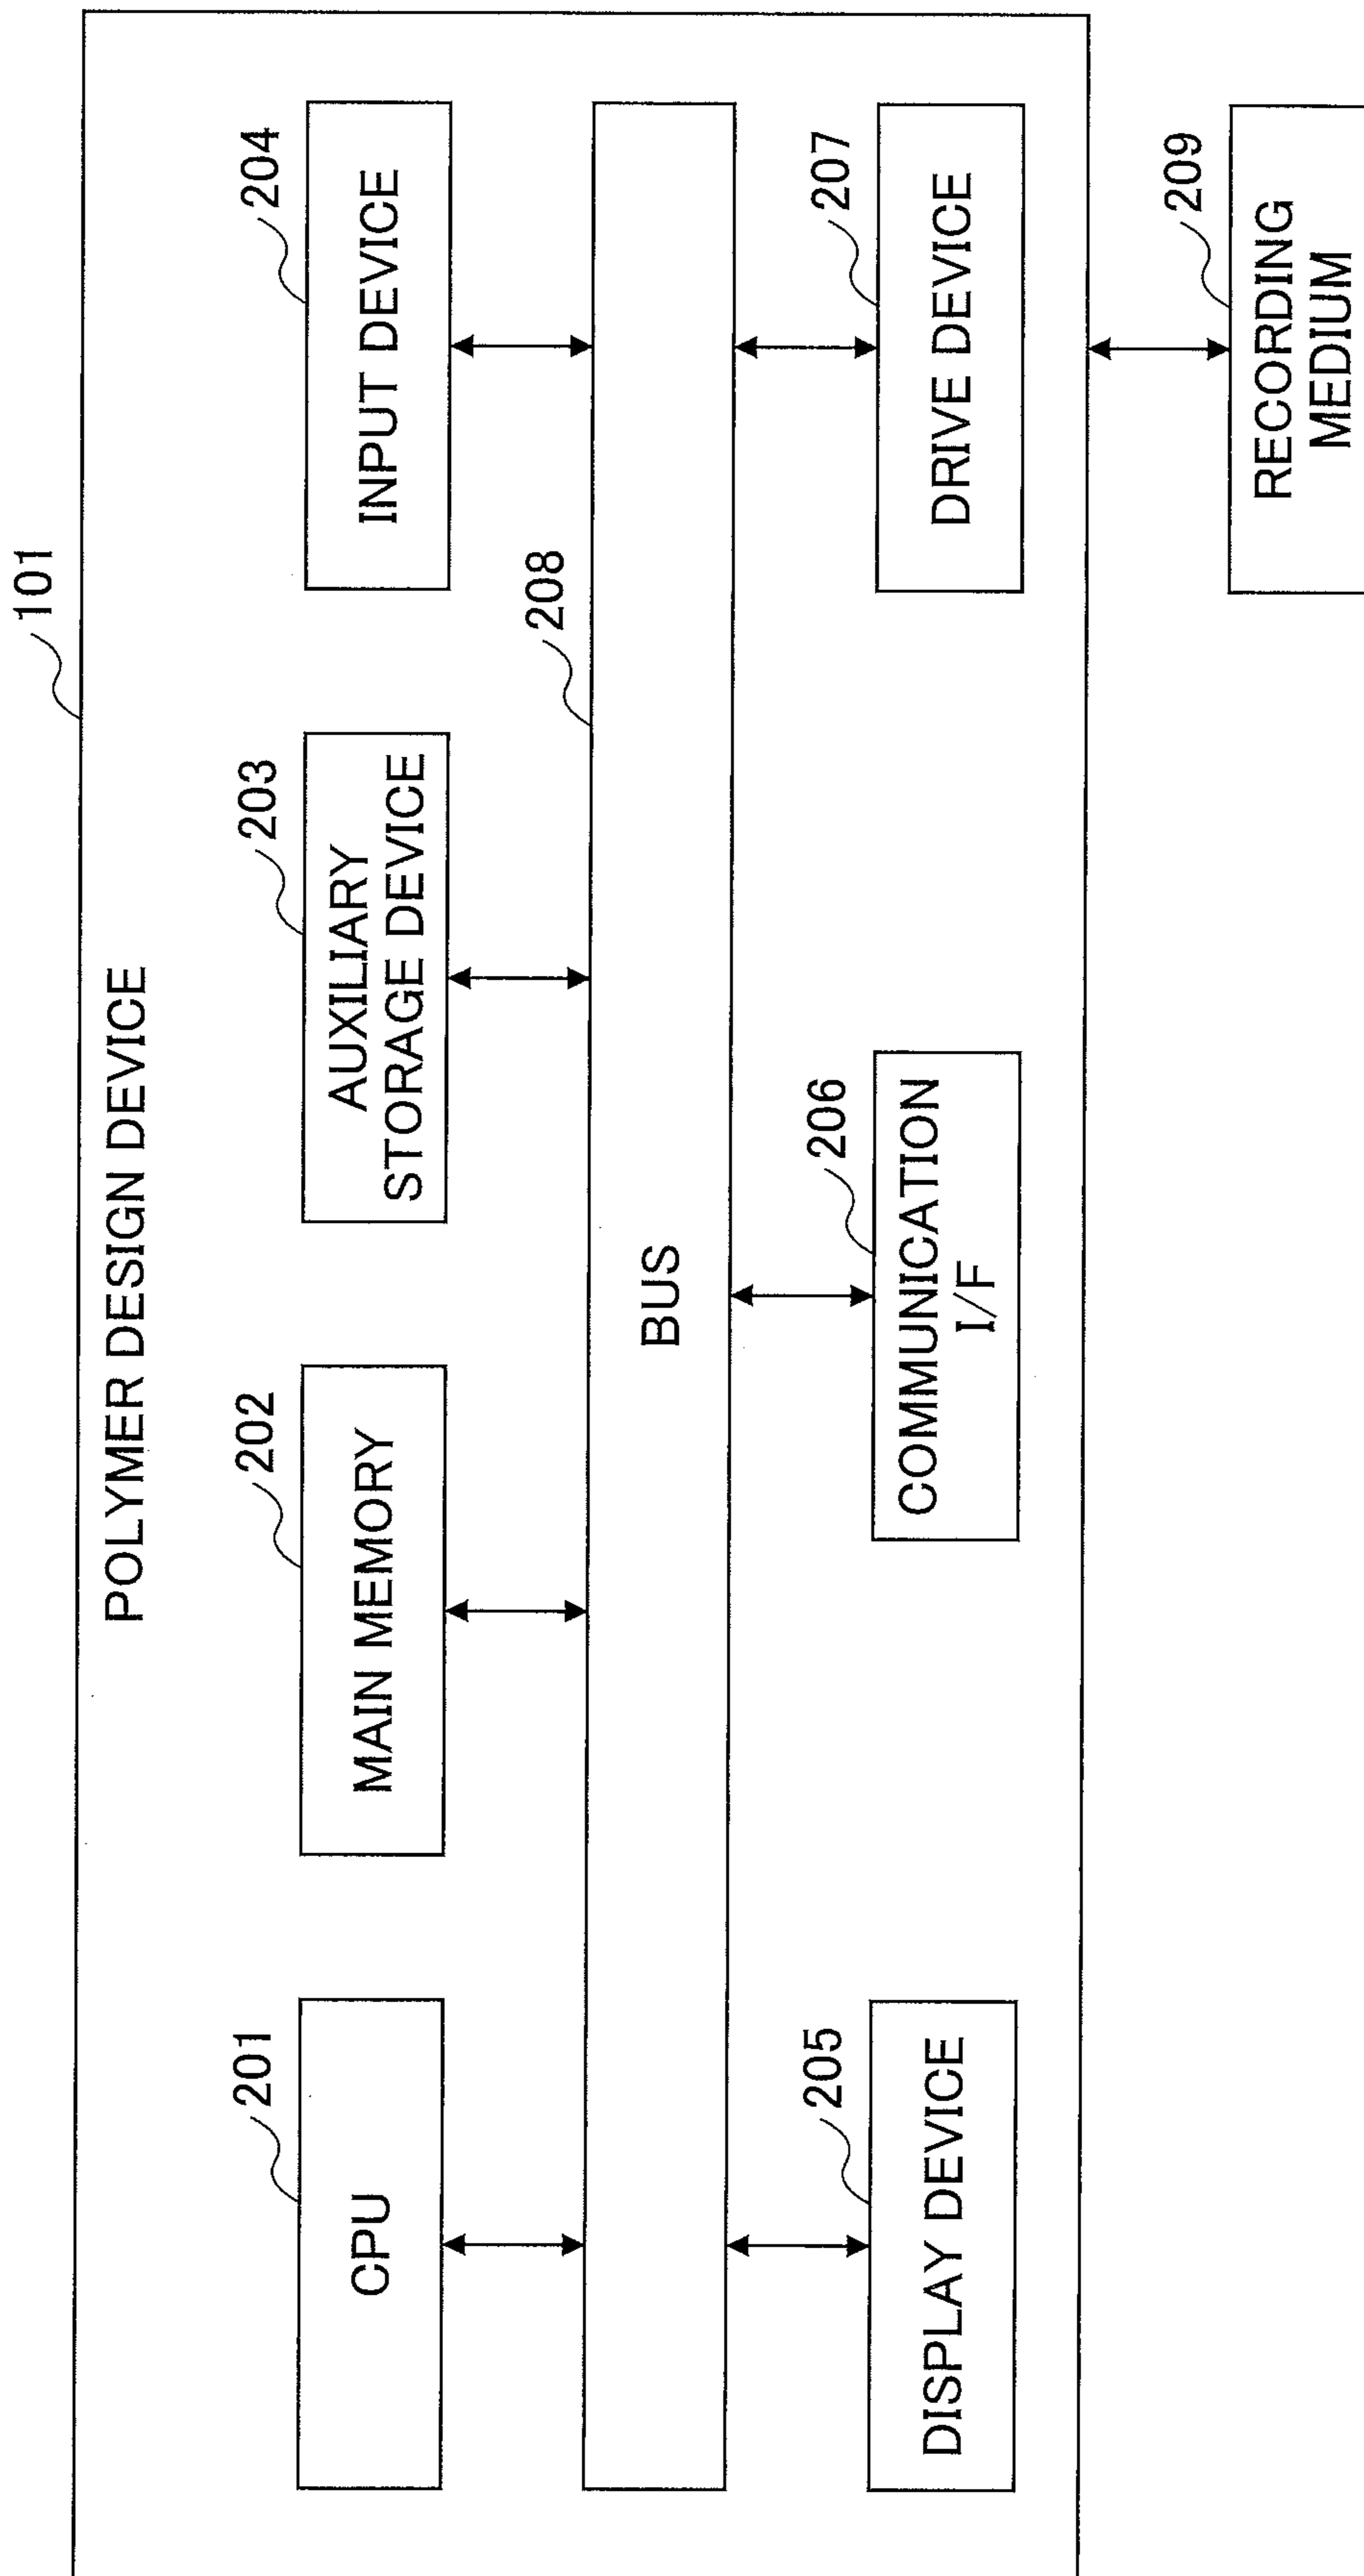 101
POLYMER DESIGN DEVICE
201
202
203
204
CPU
MAIN MEMORY
AUXILIARY
STORAGE DEVICE
INPUT DEVICE
208
BUS
205
206
207
DISPLAY DEVICE
COMMUNICATION
I/F
DRIVE DEVICE
209
RECORDING
MEDIUM